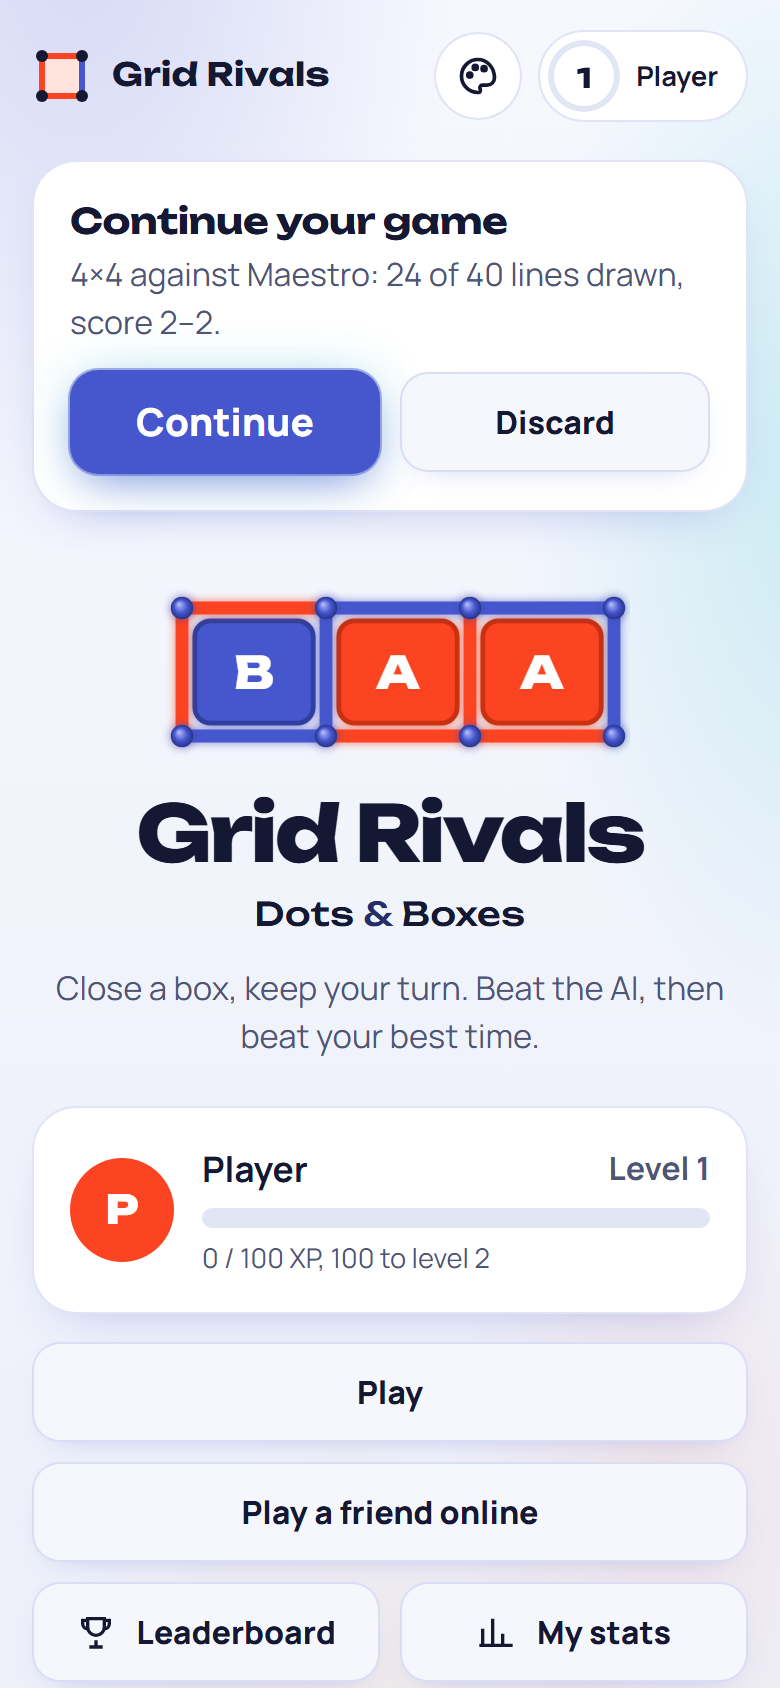 Grid Rivals
1 Player
Continue your game
4×4 against Maestro: 24 of 40 lines drawn,
score 2–2.
Continue
Discard
B A A
Grid Rivals
Dots & Boxes
Close a box, keep your turn. Beat the AI, then
beat your best time.
P
Player
Level 1
0 / 100 XP, 100 to level 2
Play
Play a friend online
Leaderboard
My stats